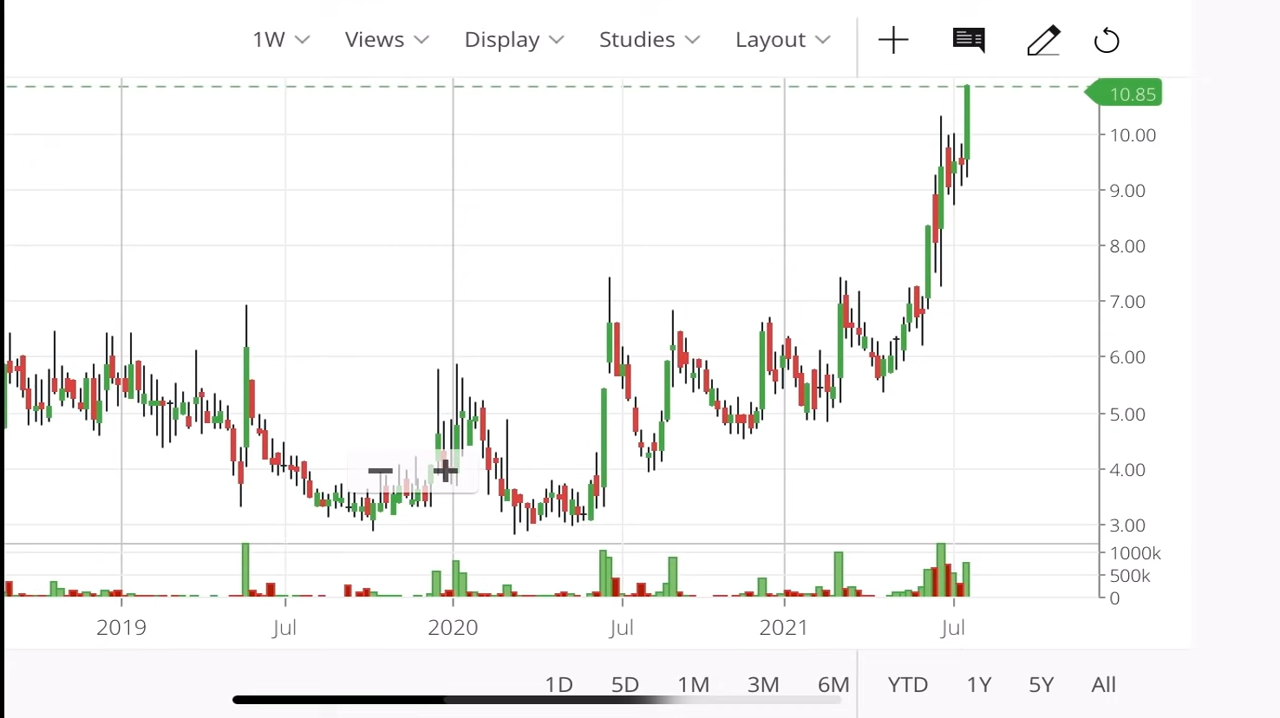 1W Views Display Studies Layout
10.85
10.00
9.00
8.00
7.00
6.00
5.00
4.00
3.00
1000k
500k
0
2019 Jul 2020 Jul 2021 Jul
1D 5D 1M 3M 6M YTD 1Y 5Y All